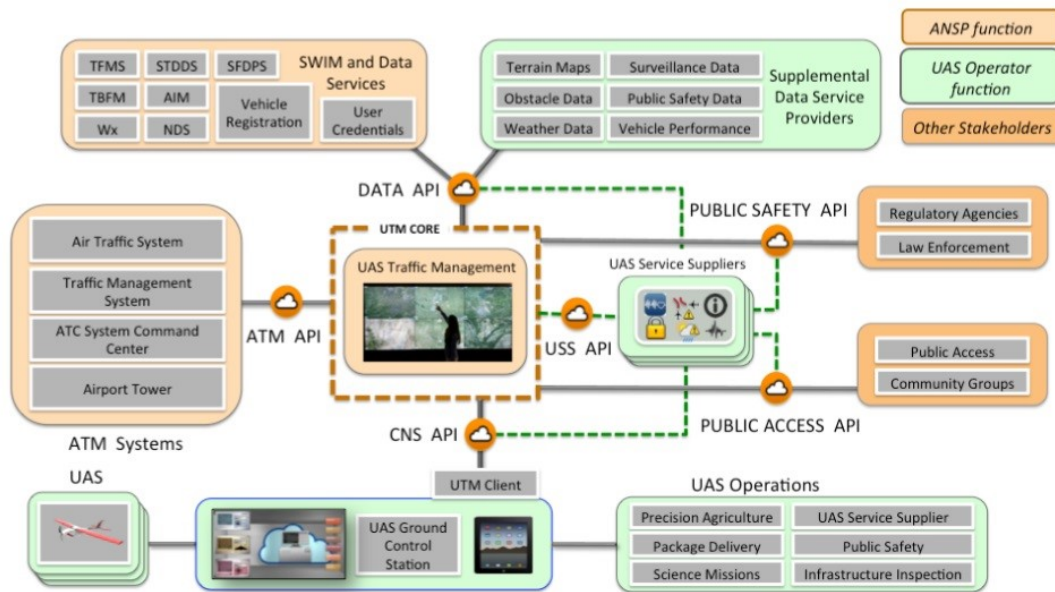 ANSP function
UAS Operator
function
Other Stakeholders
TFMS
STDDS
SFDPS
SWIM and Data
Services
TBFM
AIM
Vehicle
Registration
User
Credentials
Wx
NDS
Terrain Maps
Surveillance Data
Obstacle Data
Public Safety Data
Weather Data
Vehicle Performance
Supplemental
Data Service
Providers
DATA API
PUBLIC SAFETY API
Regulatory Agencies
Law Enforcement
UTM CORE
UAS Traffic Management
UAS Service Suppliers
Air Traffic System
Traffic Management
System
ATC System Command
Center
Airport Tower
ATM Systems
ATM API
USS API
Public Access
Community Groups
PUBLIC ACCESS API
CNS API
UAS
UTM Client
UAS Ground
Control
Station
UAS Operations
Precision Agriculture
UAS Service Supplier
Package Delivery
Public Safety
Science Missions
Infrastructure Inspection